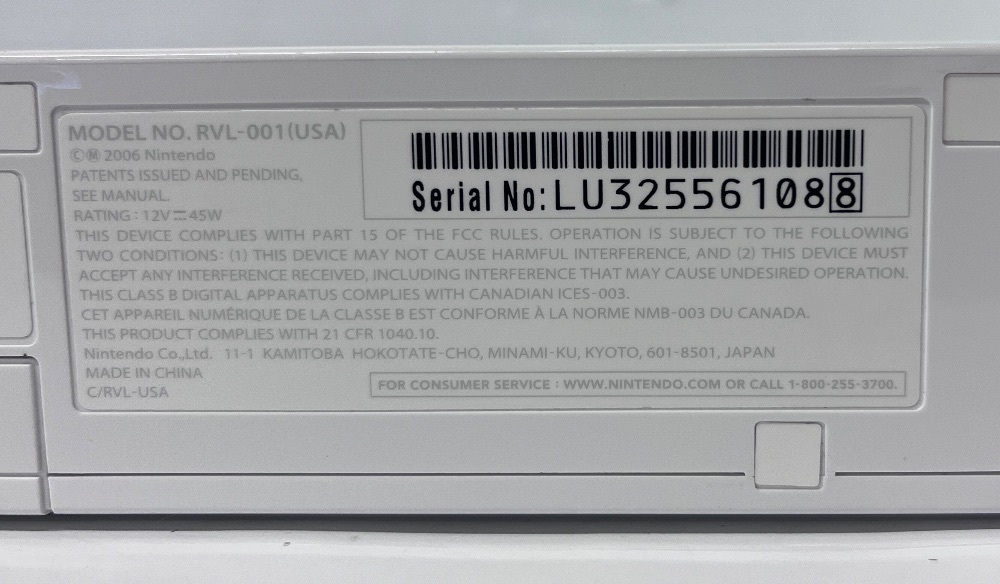 MODEL NO. RVL-001(USA)
ⒸⓂ 2006 Nintendo
PATENTS ISSUED AND PENDING,
SEE MANUAL.
RATING : 12V⎓45W
Serial No:LU325561088
THIS DEVICE COMPLIES WITH PART 15 OF THE FCC RULES. OPERATION IS SUBJECT TO THE FOLLOWING
TWO CONDITIONS: (1) THIS DEVICE MAY NOT CAUSE HARMFUL INTERFERENCE, AND (2) THIS DEVICE MUST
ACCEPT ANY INTERFERENCE RECEIVED, INCLUDING INTERFERENCE THAT MAY CAUSE UNDESIRED OPERATION.
THIS CLASS B DIGITAL APPARATUS COMPLIES WITH CANADIAN ICES-003.
CET APPAREIL NUMÉRIQUE DE LA CLASSE B EST CONFORME À LA NORME NMB-003 DU CANADA.
THIS PRODUCT COMPLIES WITH 21 CFR 1040.10.
Nintendo Co.,Ltd. 11-1 KAMITOBA HOKOTATE-CHO, MINAMI-KU, KYOTO, 601-8501, JAPAN
MADE IN CHINA
C/RVL-USA
FOR CONSUMER SERVICE : WWW.NINTENDO.COM OR CALL 1-800-255-3700.